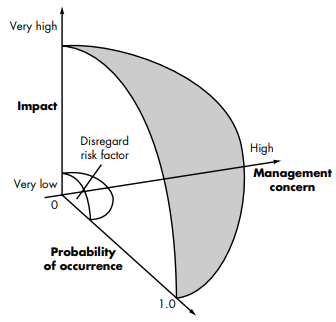 Very high
Impact
Disregard
risk factor
High
Management
concern
Very low
0
Probability
of occurrence
1.0